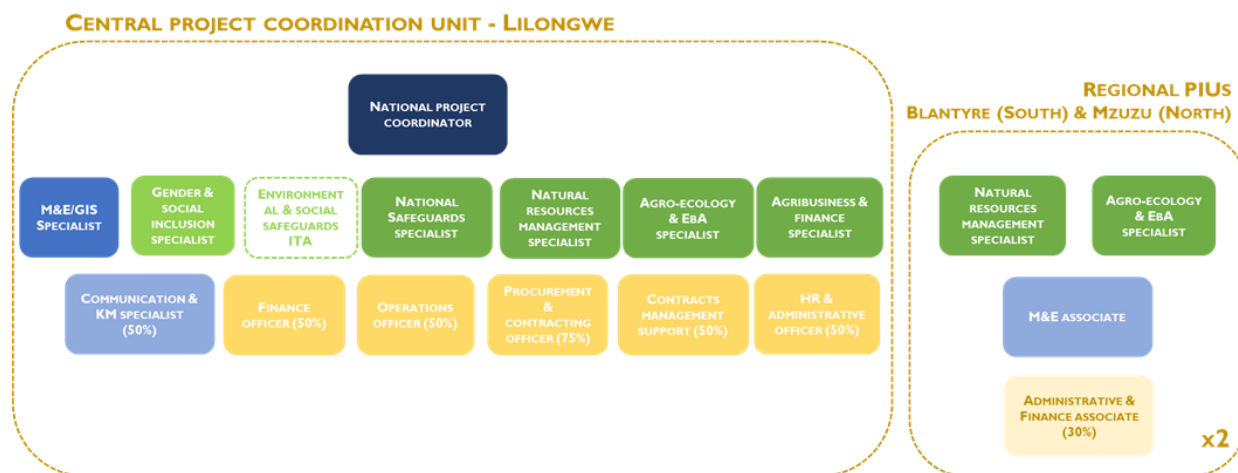 CENTRAL PROJECT COORDINATION UNIT - LILONGWE
NATIONAL PROJECT
COORDINATOR
M&E/GIS
SPECIALIST
GENDER &
SOCIAL
INCLUSION
SPECIALIST
ENVIRONMENT
AL & SOCIAL
SAFEGUARDS
ITA
NATIONAL
SAFEGUARDS
SPECIALIST
NATURAL
RESOURCES
MANAGEMENT
SPECIALIST
AGRO-ECOLOGY
& EBA
SPECIALIST
AGRIBUSINESS &
FINANCE
SPECIALIST
COMMUNICATION &
KM SPECIALIST
(50%)
FINANCE
OFFICER (50%)
OPERATIONS
OFFICER (50%)
PROCUREMENT
&
CONTRACTING
OFFICER (75%)
CONTRACTS
MANAGEMENT
SUPPORT (50%)
HR &
ADMINISTRATIVE
OFFICER (50%)
REGIONAL PIUS
BLANTYRE (SOUTH) & MZUZU (NORTH)
NATURAL
RESOURCES
MANAGEMENT
SPECIALIST
AGRO-ECOLOGY
& EBA
SPECIALIST
M&E ASSOCIATE
ADMINISTRATIVE &
FINANCE ASSOCIATE
(30%)
x2